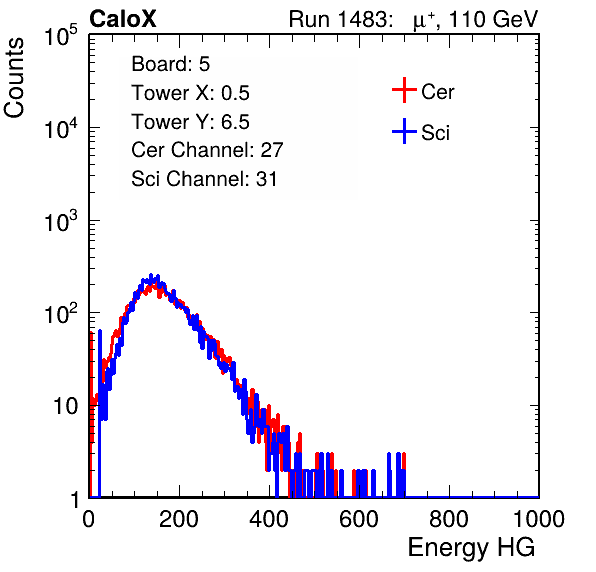 CaloX Run 1483: μ⁺, 110 GeV
Counts
10⁵
10⁴
10³
10²
10
1
Board: 5
Tower X: 0.5
Tower Y: 6.5
Cer Channel: 27
Sci Channel: 31
Cer
Sci
0 200 400 600 800 1000
Energy HG